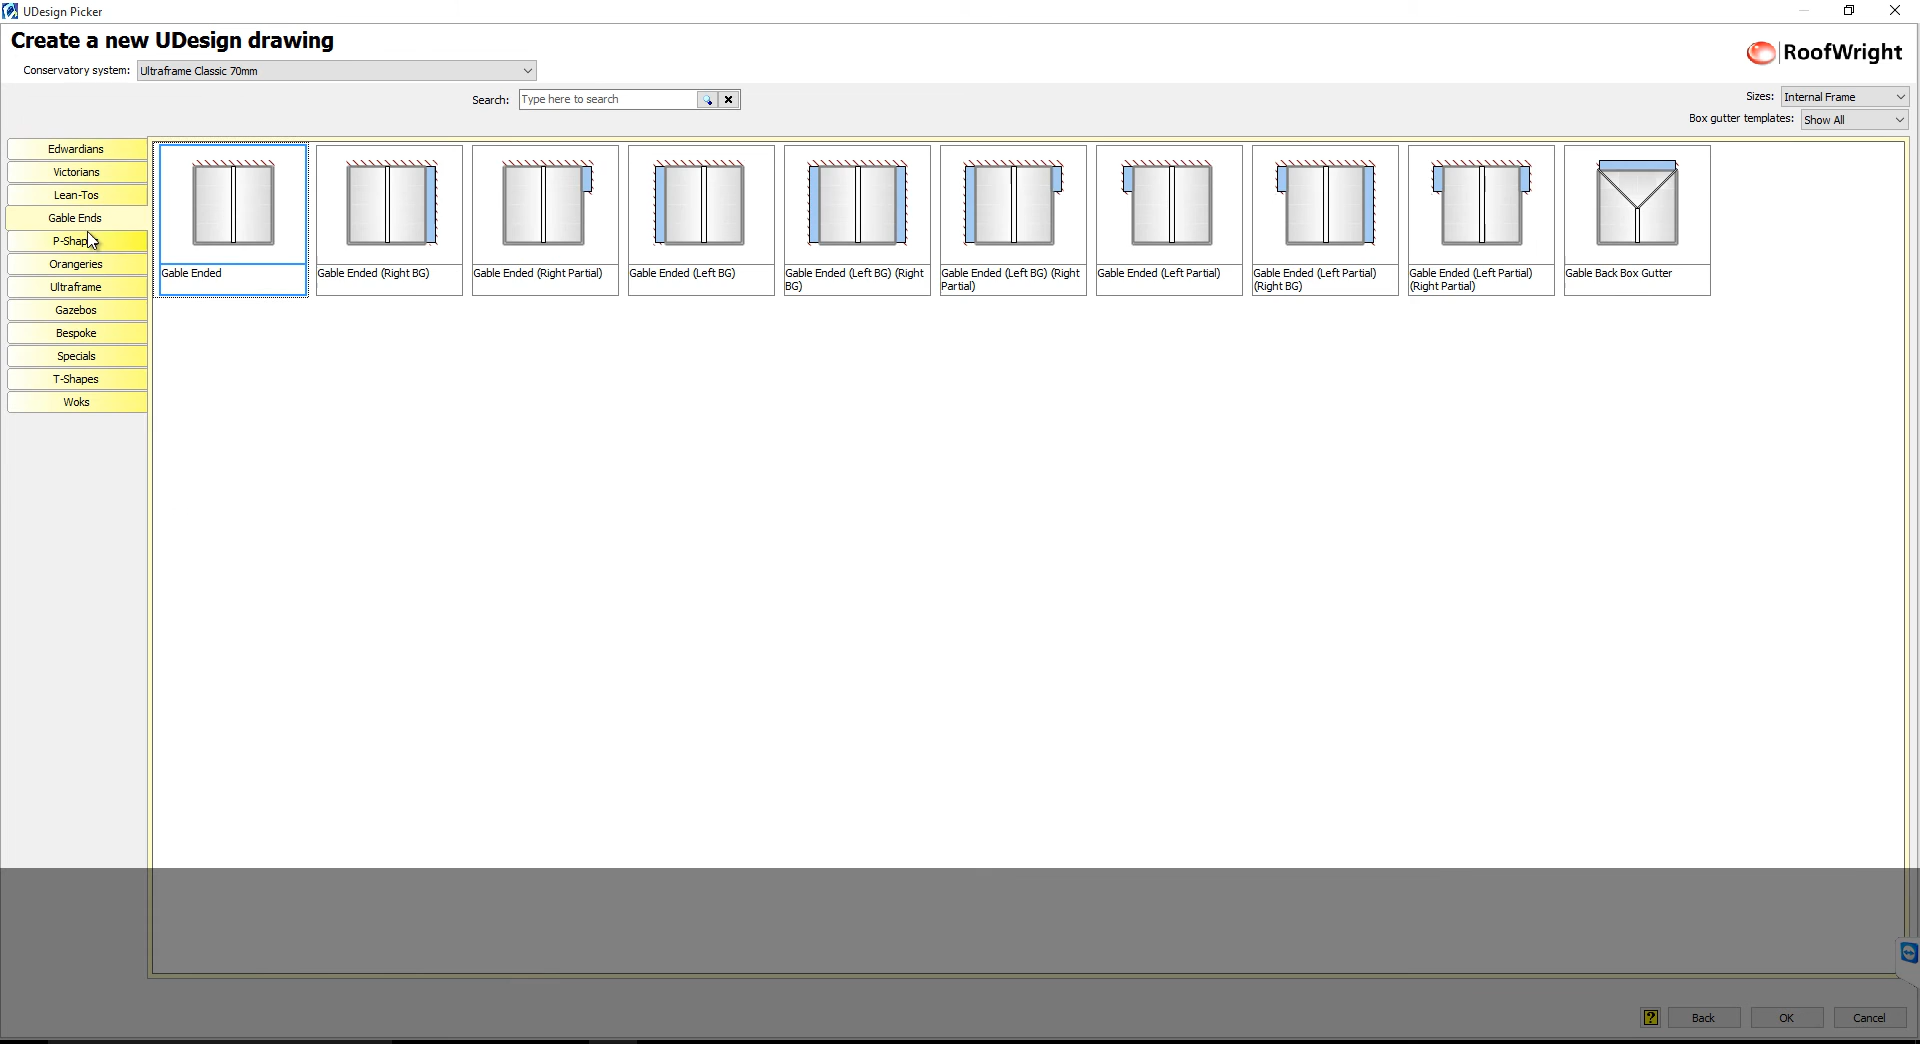 UDesign Picker
Create a new UDesign drawing
Conservatory system: Ultraframe Classic 70mm
RoofWright
Search: Type here to search
Sizes: Internal Frame
Box gutter templates: Show All
Edwardians
Victorians
Lean-Tos
Gable Ends
P-Shap
Orangeries
Ultraframe
Gazebos
Bespoke
Specials
T-Shapes
Woks
Gable Ended
Gable Ended (Right BG)
Gable Ended (Right Partial)
Gable Ended (Left BG)
Gable Ended (Left BG) (Right
BG)
Gable Ended (Left BG) (Right
Partial)
Gable Ended (Left Partial)
Gable Ended (Left Partial)
(Right BG)
Gable Ended (Left Partial)
(Right Partial)
Gable Back Box Gutter
? Back OK Cancel